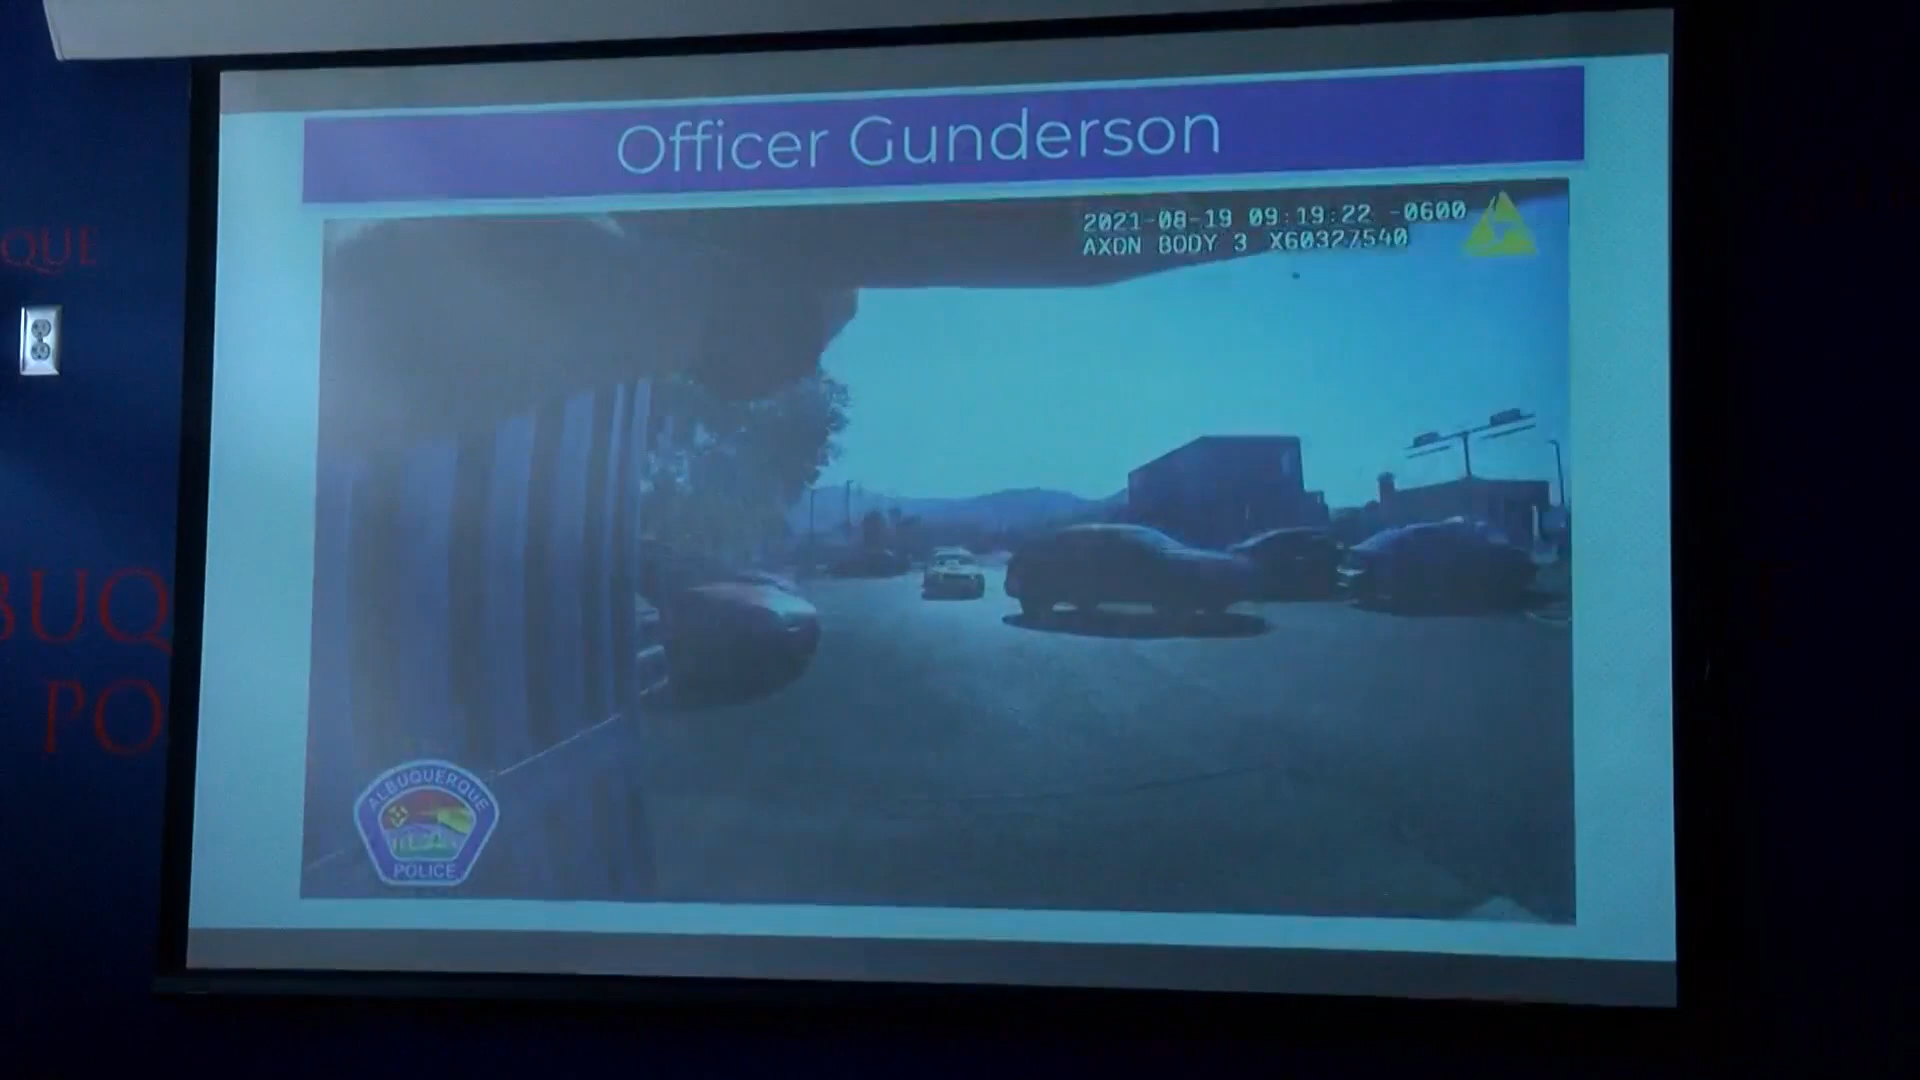 Officer Gunderson
2021-08-19 09:19:22 -0600
AXON BODY 3 X60327540
QUE
BUQ
PO
ALBUQUERQUE
POLICE